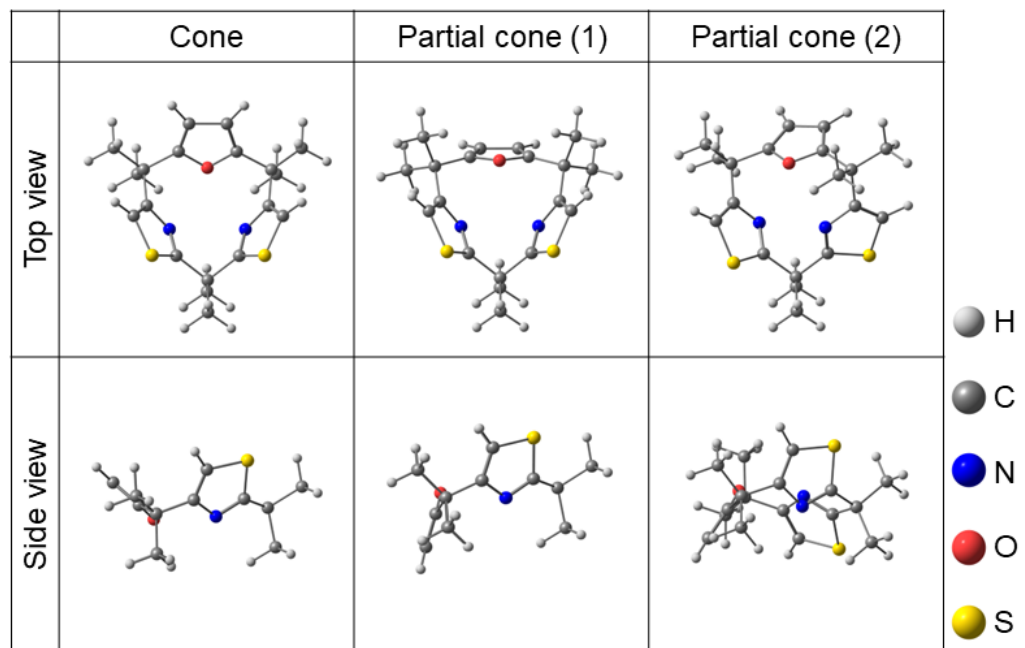 Cone
Partial cone (1)
Partial cone (2)
Top view
Side view
H
C
N
O
S